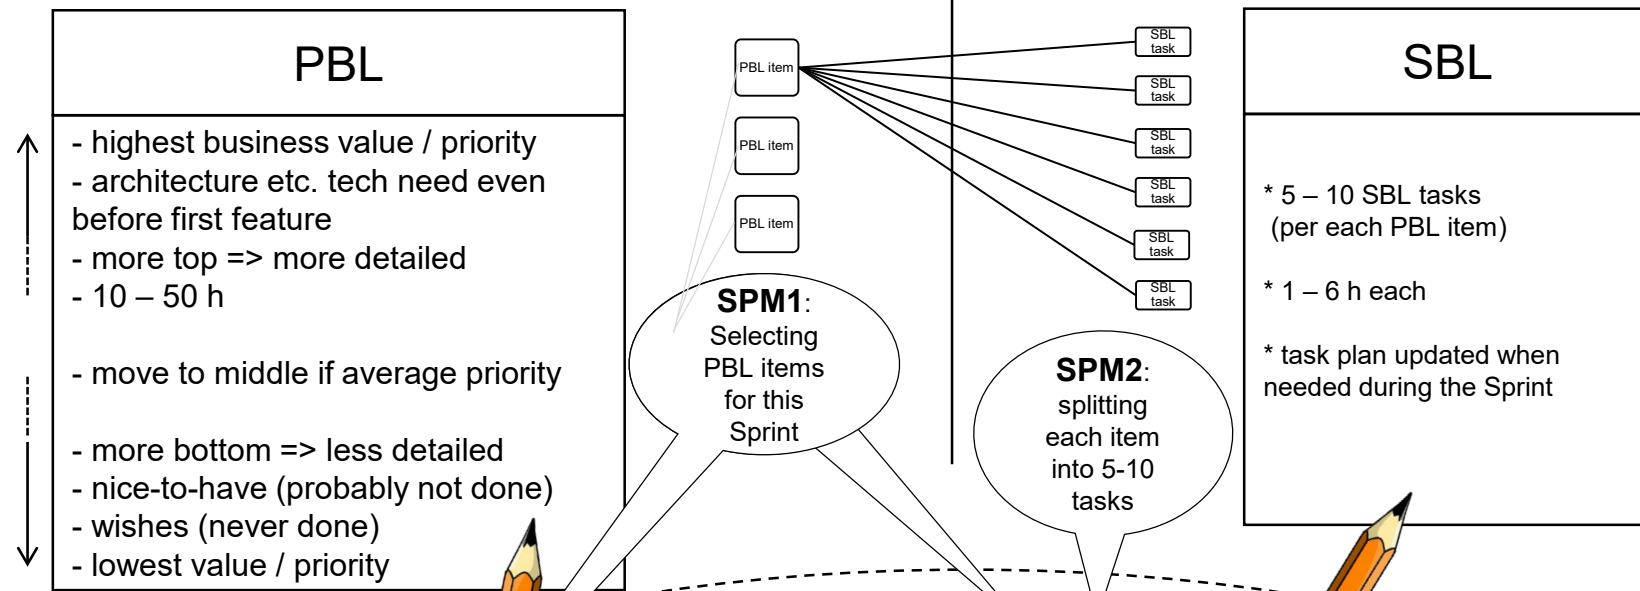 PBL
- highest business value / priority
- architecture etc. tech need even
before first feature
- more top => more detailed
- 10 – 50 h
- move to middle if average priority
- more bottom => less detailed
- nice-to-have (probably not done)
- wishes (never done)
- lowest value / priority
PBL item
PBL item
PBL item
SPM1:
Selecting
PBL items
for this
Sprint
SBL
task
SBL
task
SBL
task
SBL
task
SBL
task
SBL
task
SPM2:
splitting
each item
into 5-10
tasks
SBL
* 5 – 10 SBL tasks
(per each PBL item)
* 1 – 6 h each
* task plan updated when
needed during the Sprint